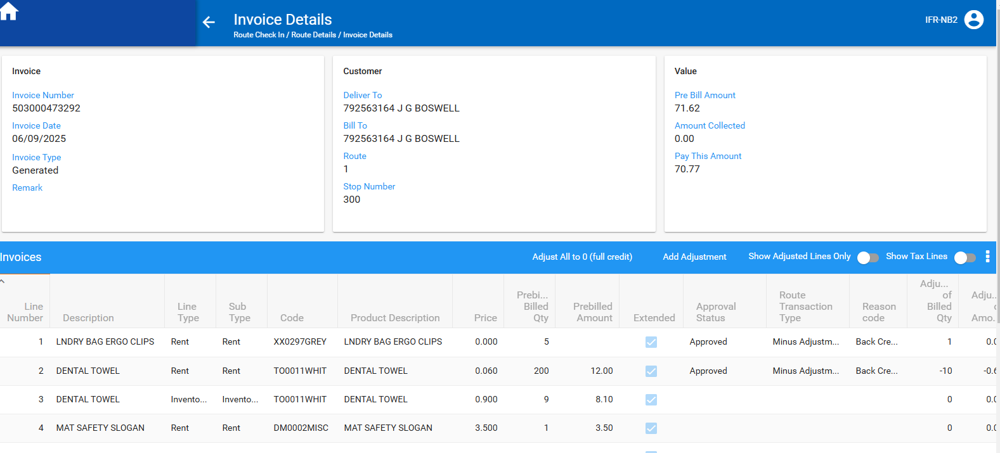 Invoice Details
Route Check In / Route Details / Invoice Details
IFR-NB2
Invoice
Invoice Number
503000473292
Invoice Date
06/09/2025
Invoice Type
Generated
Remark
Customer
Deliver To
792563164 J G BOSWELL
Bill To
792563164 J G BOSWELL
Route
1
Stop Number
300
Value
Pre Bill Amount
71.62
Amount Collected
0.00
Pay This Amount
70.77
Invoices Adjust All to 0 (full credit) Add Adjustment Show Adjusted Lines Only Show Tax Lines
Line Number Description Line Type Sub Type Code Product Description Price Prebi... Billed Qty Prebilled Amount Extended Approval Status Route Transaction Type Reason code Adju... of Billed Qty Adju... Amo.
1 LNDRY BAG ERGO CLIPS Rent Rent XX0297GREY LNDRY BAG ERGO CLIPS 0.000 5 Approved Minus Adjustm... Back Cre... 1 0.0
2 DENTAL TOWEL Rent Rent TO0011WHIT DENTAL TOWEL 0.060 200 12.00 Approved Minus Adjustm... Back Cre... -10 -0.6
3 DENTAL TOWEL Invento... Invento... TO0011WHIT DENTAL TOWEL 0.900 9 8.10 0 0.0
4 MAT SAFETY SLOGAN Rent Rent DM0002MISC MAT SAFETY SLOGAN 3.500 1 3.50 0 0.0